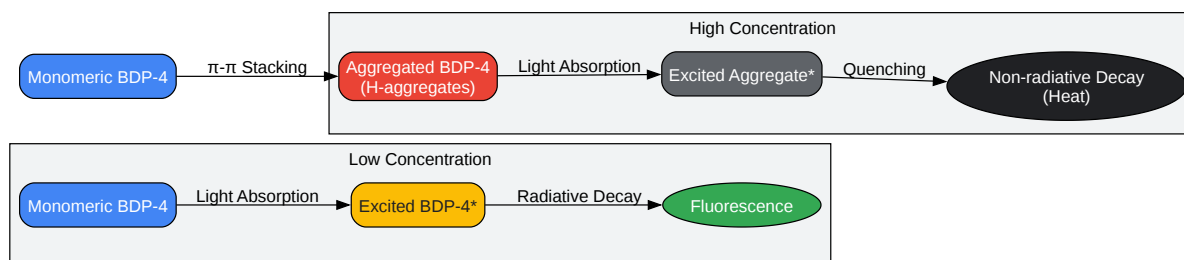 High Concentration
Monomeric BDP-4
π-π Stacking
Aggregated BDP-4
(H-aggregates)
Light Absorption
Excited Aggregate*
Quenching
Non-radiative Decay
(Heat)
Low Concentration
Monomeric BDP-4
Light Absorption
Excited BDP-4*
Radiative Decay
Fluorescence